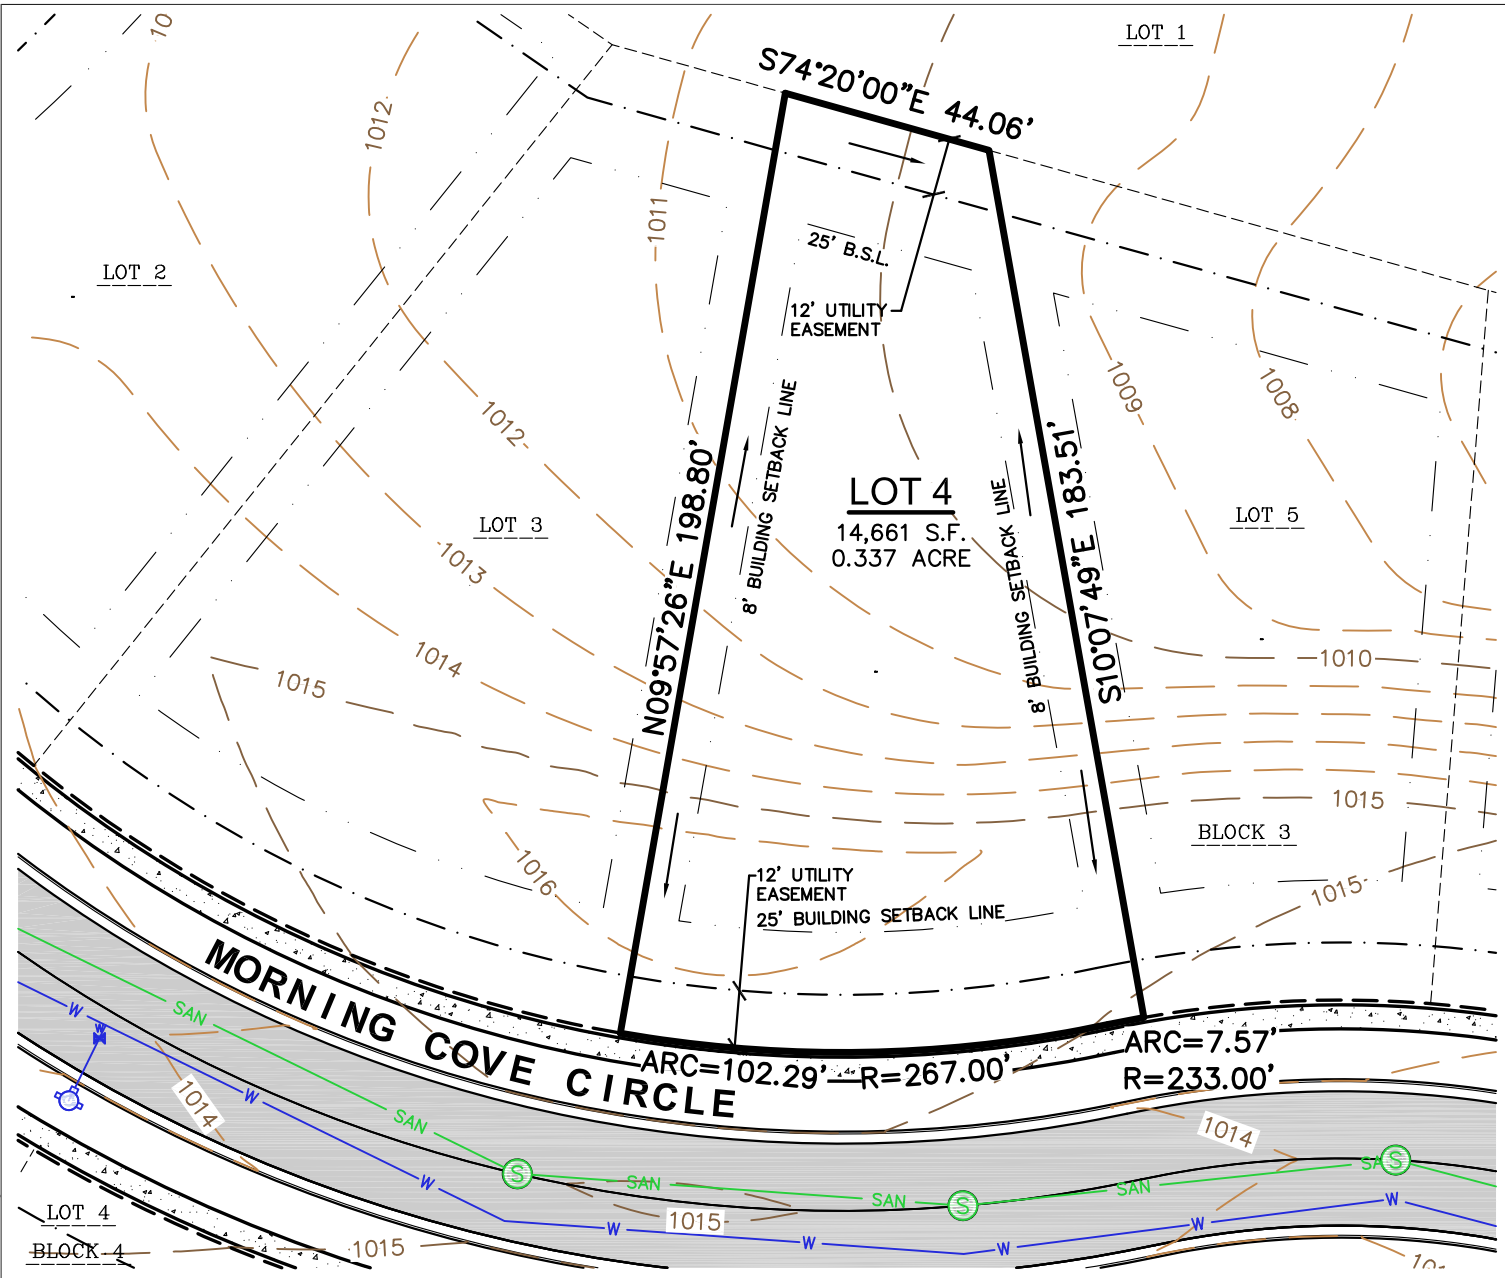 10
LOT 1
S74°20'00"E 44.06'
1012
1011
LOT 2
25' B.S.L.
12' UTILITY
EASEMENT
1009
1008
1012
8' BUILDING SETBACK LINE
N09°57'26"E 198.80'
S10°07'49"E 183.51'
8' BUILDING SETBACK LINE
LOT 4
14,661 S.F.
0.337 ACRE
LOT 3
LOT 5
1013
1014
1015
1010
1015
BLOCK 3
1016
12' UTILITY
EASEMENT
25' BUILDING SETBACK LINE
1015
MORNING COVE CIRCLE
ARC=102.29' R=267.00'
ARC=7.57'
R=233.00'
SAN
W
W
W
1014
SAN
W
1014
S
SAN
SAN
S
SAN
SAN
S
W
1015
W
W
W
W
W
LOT 4
BLOCK 4
1015